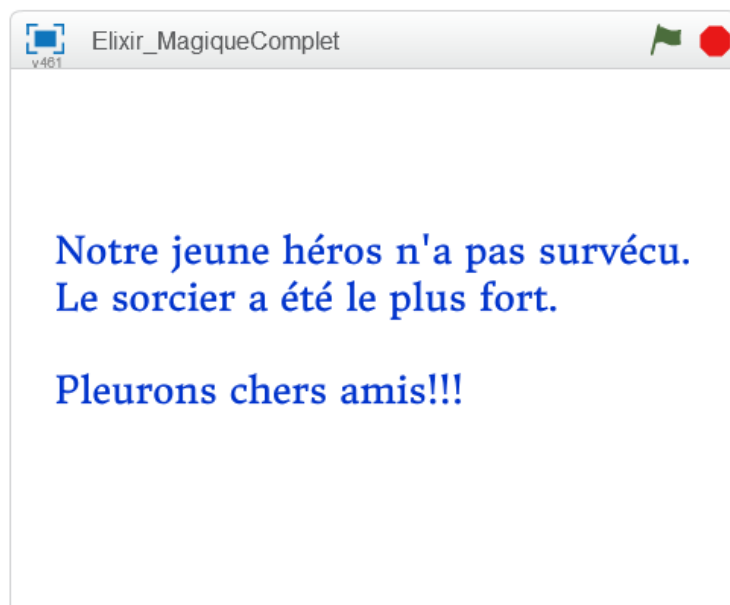 Elixir_MagiqueComplet
v461
Notre jeune héros n'a pas survécu.
Le sorcier a été le plus fort.
Pleurons chers amis!!!